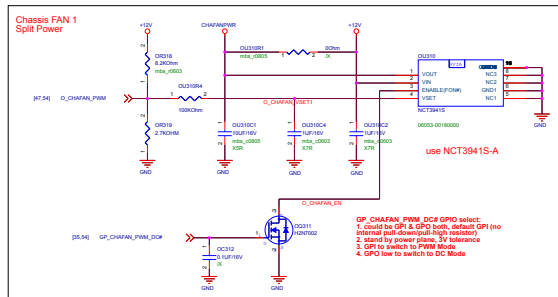 Chassis FAN 1
Split Power
+12V
CHAFANPWR
+12V
OR318
8.2KOhm
mbs_r0603
OU310R1
mbs_r0805
0Ohm
/X
OU310
VOUT
VIN
ENABLE(FON#)
VSET
NC3
NC2
GND1
NC1
NCT3941S
06053-00180000
GND
use NCT3941S-A
[47,54]
O_CHAFAN_PWM
OU310R4
100KOhm
O_CHAFAN_VSET1
OR319
2.7KOHM
GND
OU310C1
10UF/16V
mbs_c0805
X5R
GND
OU310C4
1UF/16V
mbs_c0603
X7R
GND
OU310C2
1UF/16V
mbs_c0603
X7R
GND
O_CHAFAN_EN
[35,54]
GP_CHAFAN_PWM_DC#
OQ311
H2N7002
OC312
0.1UF/16V
/X
GND
GND
GP_CHAFAN_PWM_DC# GPIO select:
1. could be GPI & GPO both, default GPI (no
internal pull-down/pull-high resistor)
2. stand by power plane, 3V tolerance
3. GPI to switch to PWM Mode
4. GPO low to switch to DC Mode